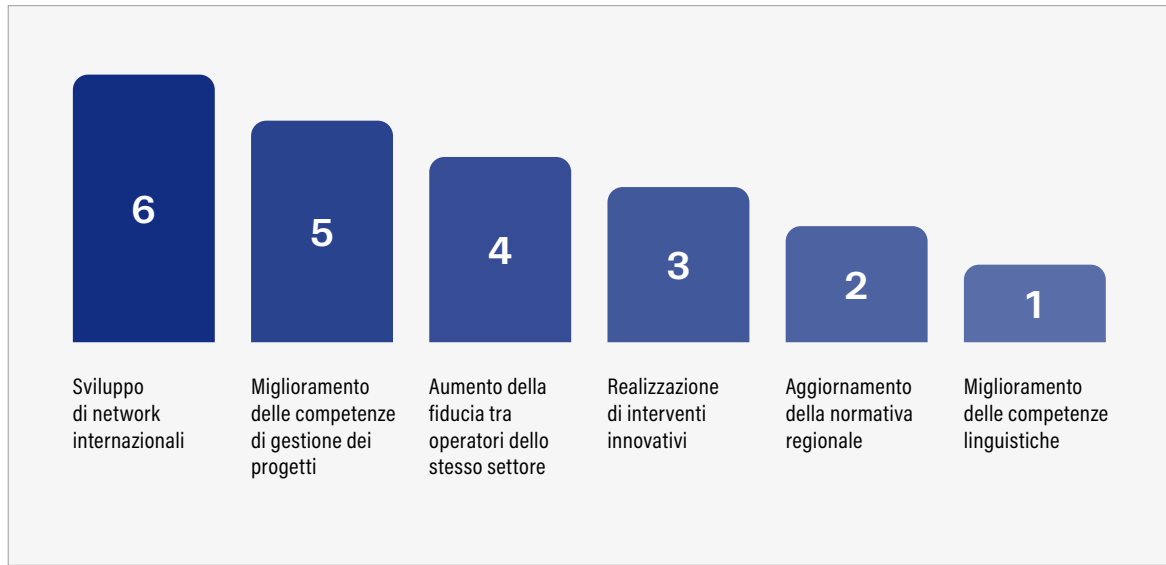 6
5
4
3
2
1
Sviluppo
di network
internazionali
Miglioramento
delle competenze
di gestione dei
progetti
Aumento della
fiducia tra
operatori dello
stesso settore
Realizzazione
di interventi
innovativi
Aggiornamento
della normativa
regionale
Miglioramento
delle competenze
linguistiche